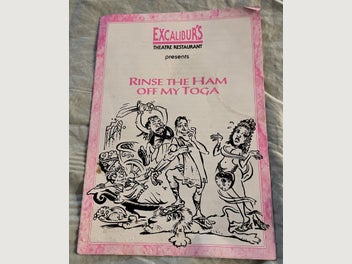 EXCALIBUR'S
THEATRE RESTAURANT
presents
RINSE THE HAM
OFF MY TOGA